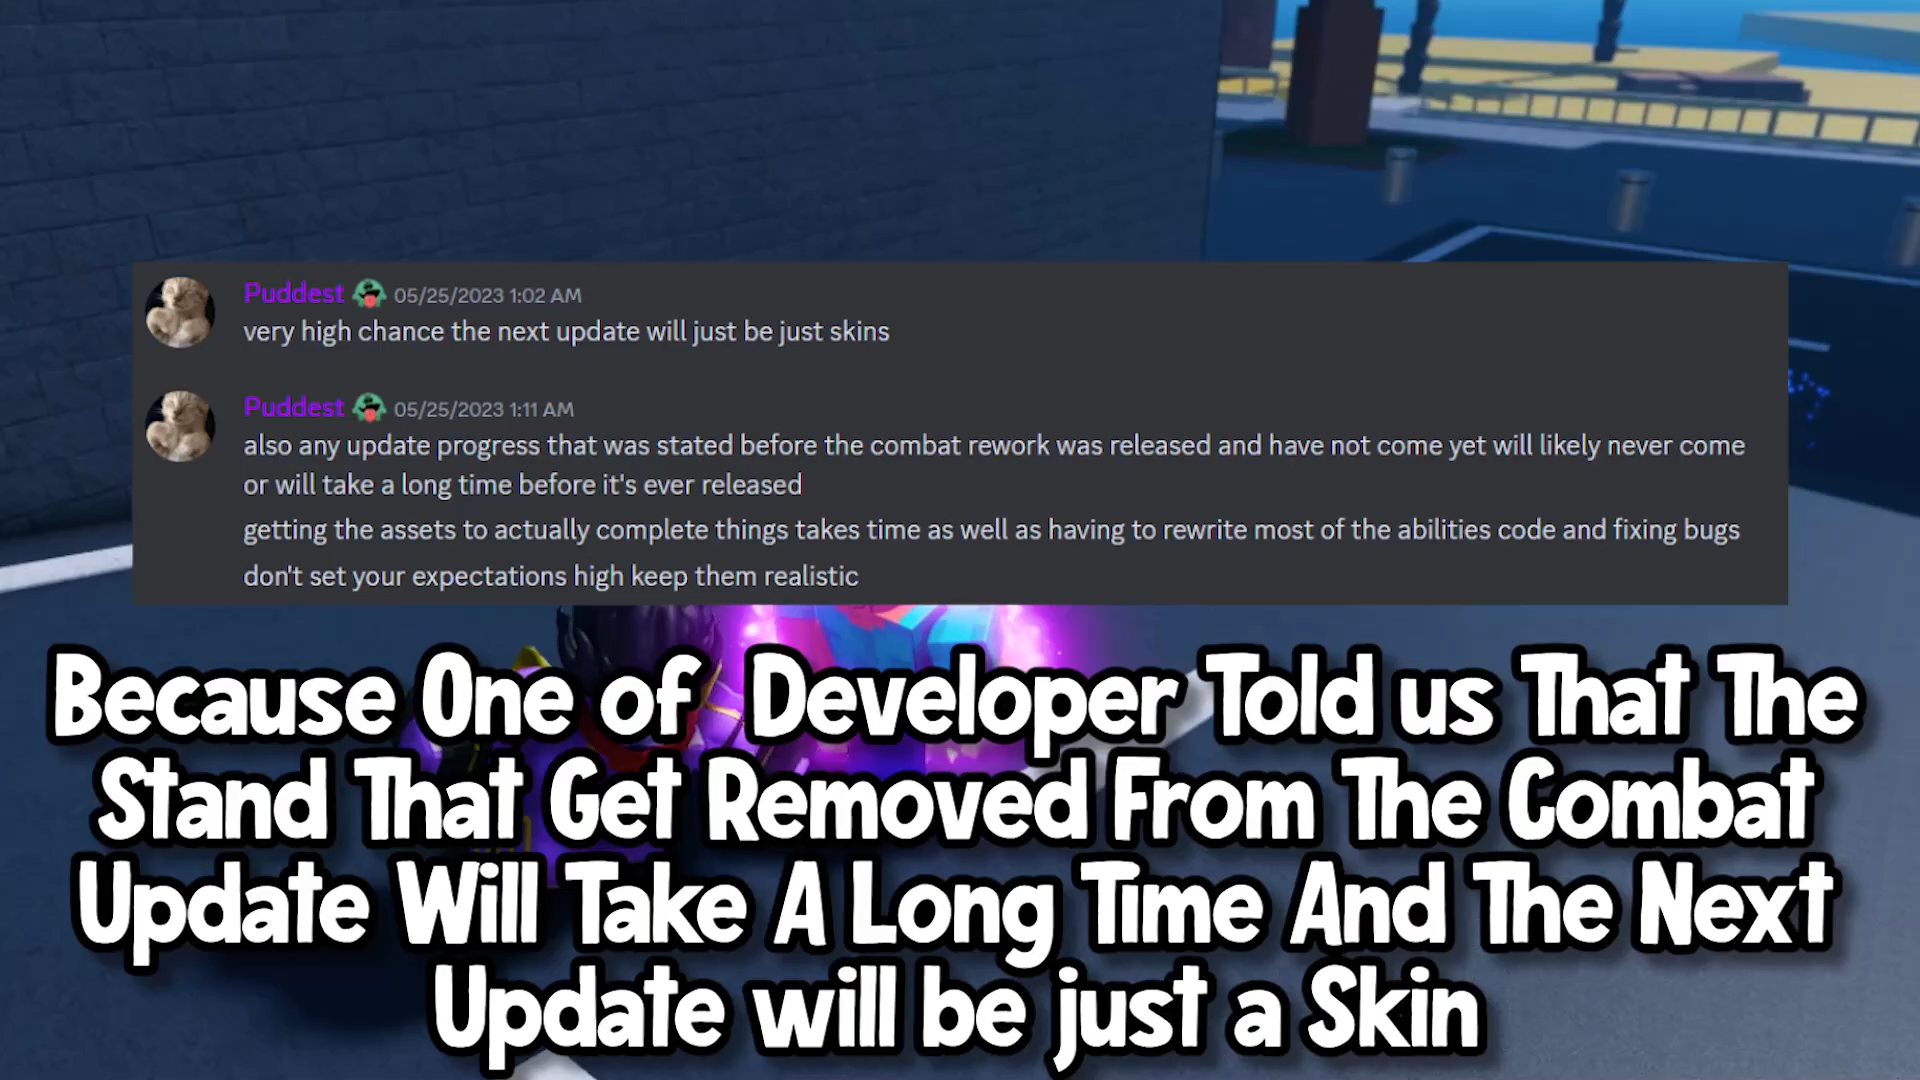 Puddest 05/25/2023 1:02 AM
very high chance the next update will just be just skins
Puddest 05/25/2023 1:11 AM
also any update progress that was stated before the combat rework was released and have not come yet will likely never come
or will take a long time before it's ever released
getting the assets to actually complete things takes time as well as having to rewrite most of the abilities code and fixing bugs
don't set your expectations high keep them realistic
Because One of Developer Told us That The
Stand That Get Removed From The Combat
Update Will Take A Long Time And The Next
Update will be just a Skin